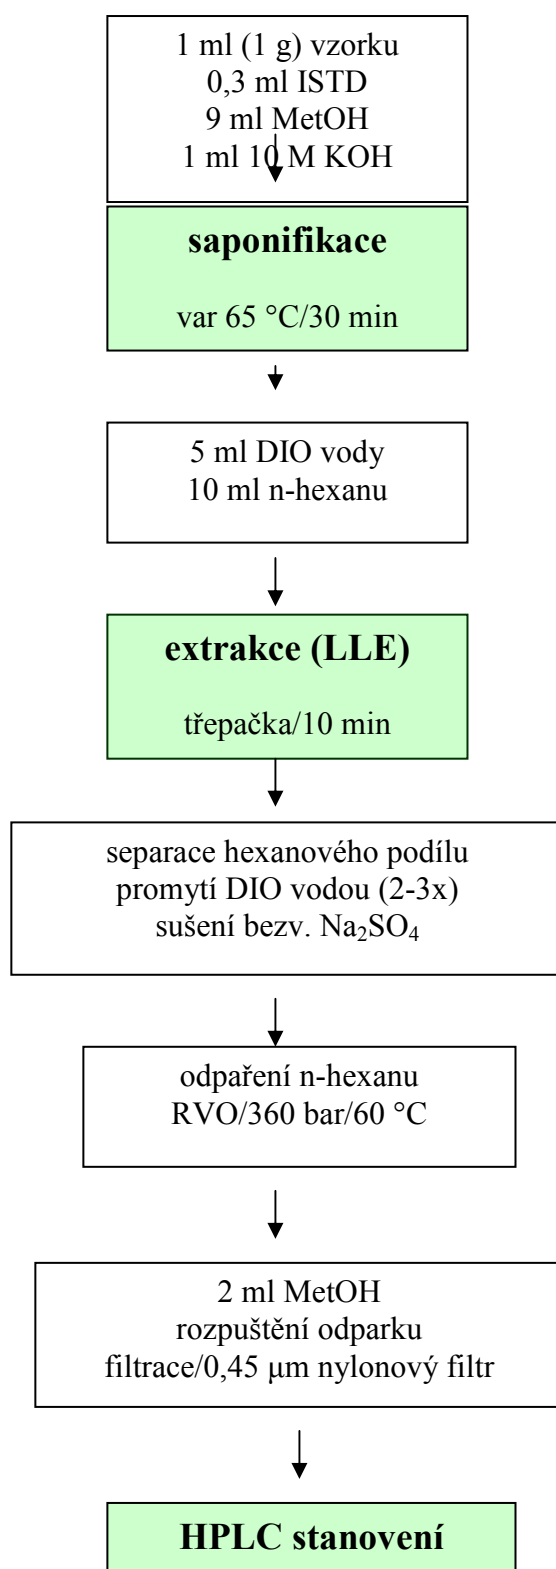 1 ml (1 g) vzorku
0,3 ml ISTD
9 ml MetOH
1 ml 10 M KOH
saponifikace
var 65 °C/30 min
5 ml DIO vody
10 ml n-hexanu
extrakce (LLE)
třepačka/10 min
separace hexanového podílu
promytí DIO vodou (2-3x)
sušení bezv. Na₂SO₄
odpaření n-hexanu
RVO/360 bar/60 °C
2 ml MetOH
rozpuštění odparku
filtrace/0,45 μm nylonový filtr
HPLC stanovení